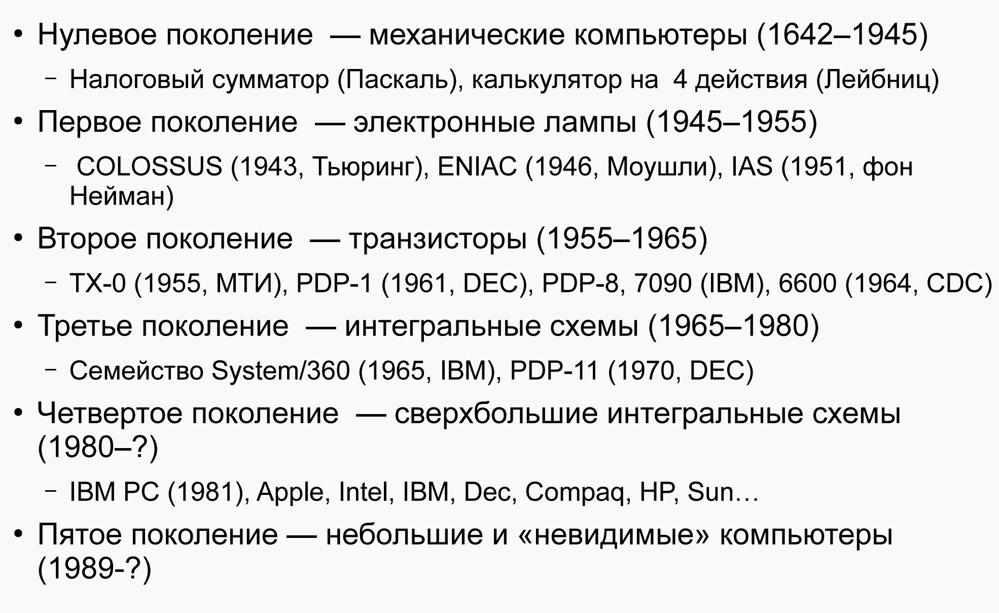 • Нулевое поколение — механические компьютеры (1642–1945)
– Налоговый сумматор (Паскаль), калькулятор на 4 действия (Лейбниц)
• Первое поколение — электронные лампы (1945–1955)
– COLOSSUS (1943, Тьюринг), ENIAC (1946, Моушли), IAS (1951, фон
Нейман)
• Второе поколение — транзисторы (1955–1965)
– TX-0 (1955, МТИ), PDP-1 (1961, DEC), PDP-8, 7090 (IBM), 6600 (1964, CDC)
• Третье поколение — интегральные схемы (1965–1980)
– Семейство System/360 (1965, IBM), PDP-11 (1970, DEC)
• Четвертое поколение — сверхбольшие интегральные схемы
(1980–?)
– IBM PC (1981), Apple, Intel, IBM, Dec, Compaq, HP, Sun…
• Пятое поколение — небольшие и «невидимые» компьютеры
(1989-?)